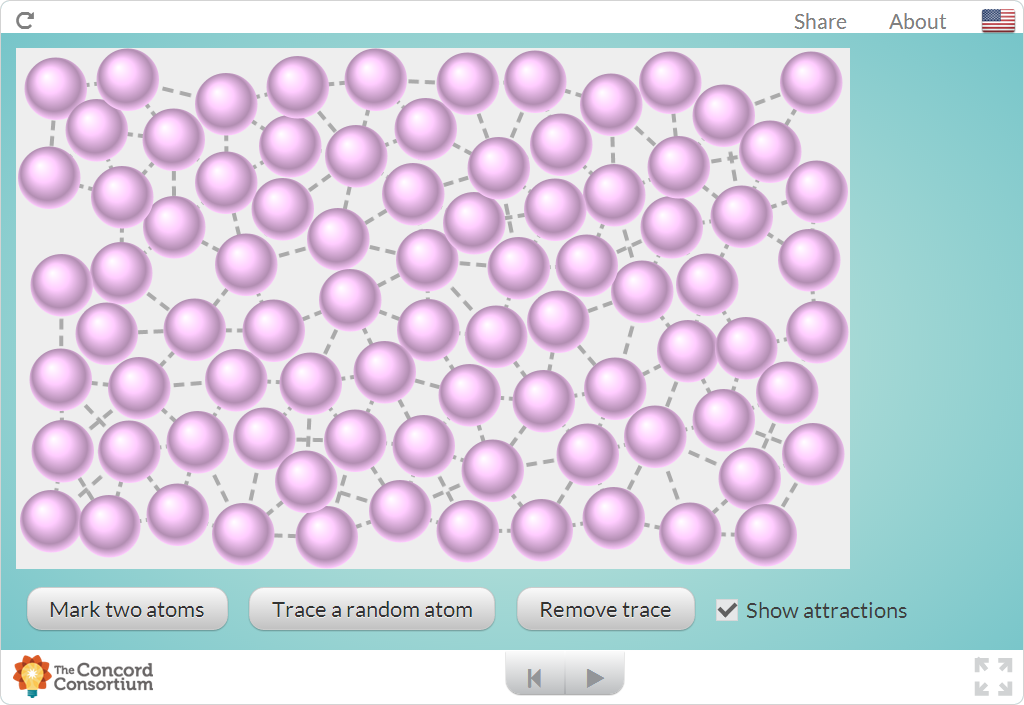 Share About
Mark two atoms Trace a random atom Remove trace Show attractions
The Concord
Consortium